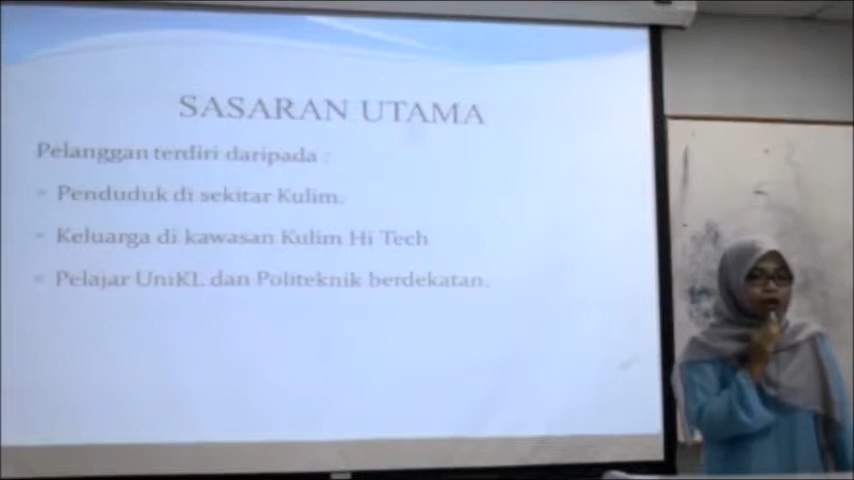 SASARAN UTAMA
Pelanggan terdiri daripada :
Penduduk di sekitar Kulim.
Keluarga di kawasan Kulim Hi Tech
Pelajar UniKL dan Politeknik berdekatan.